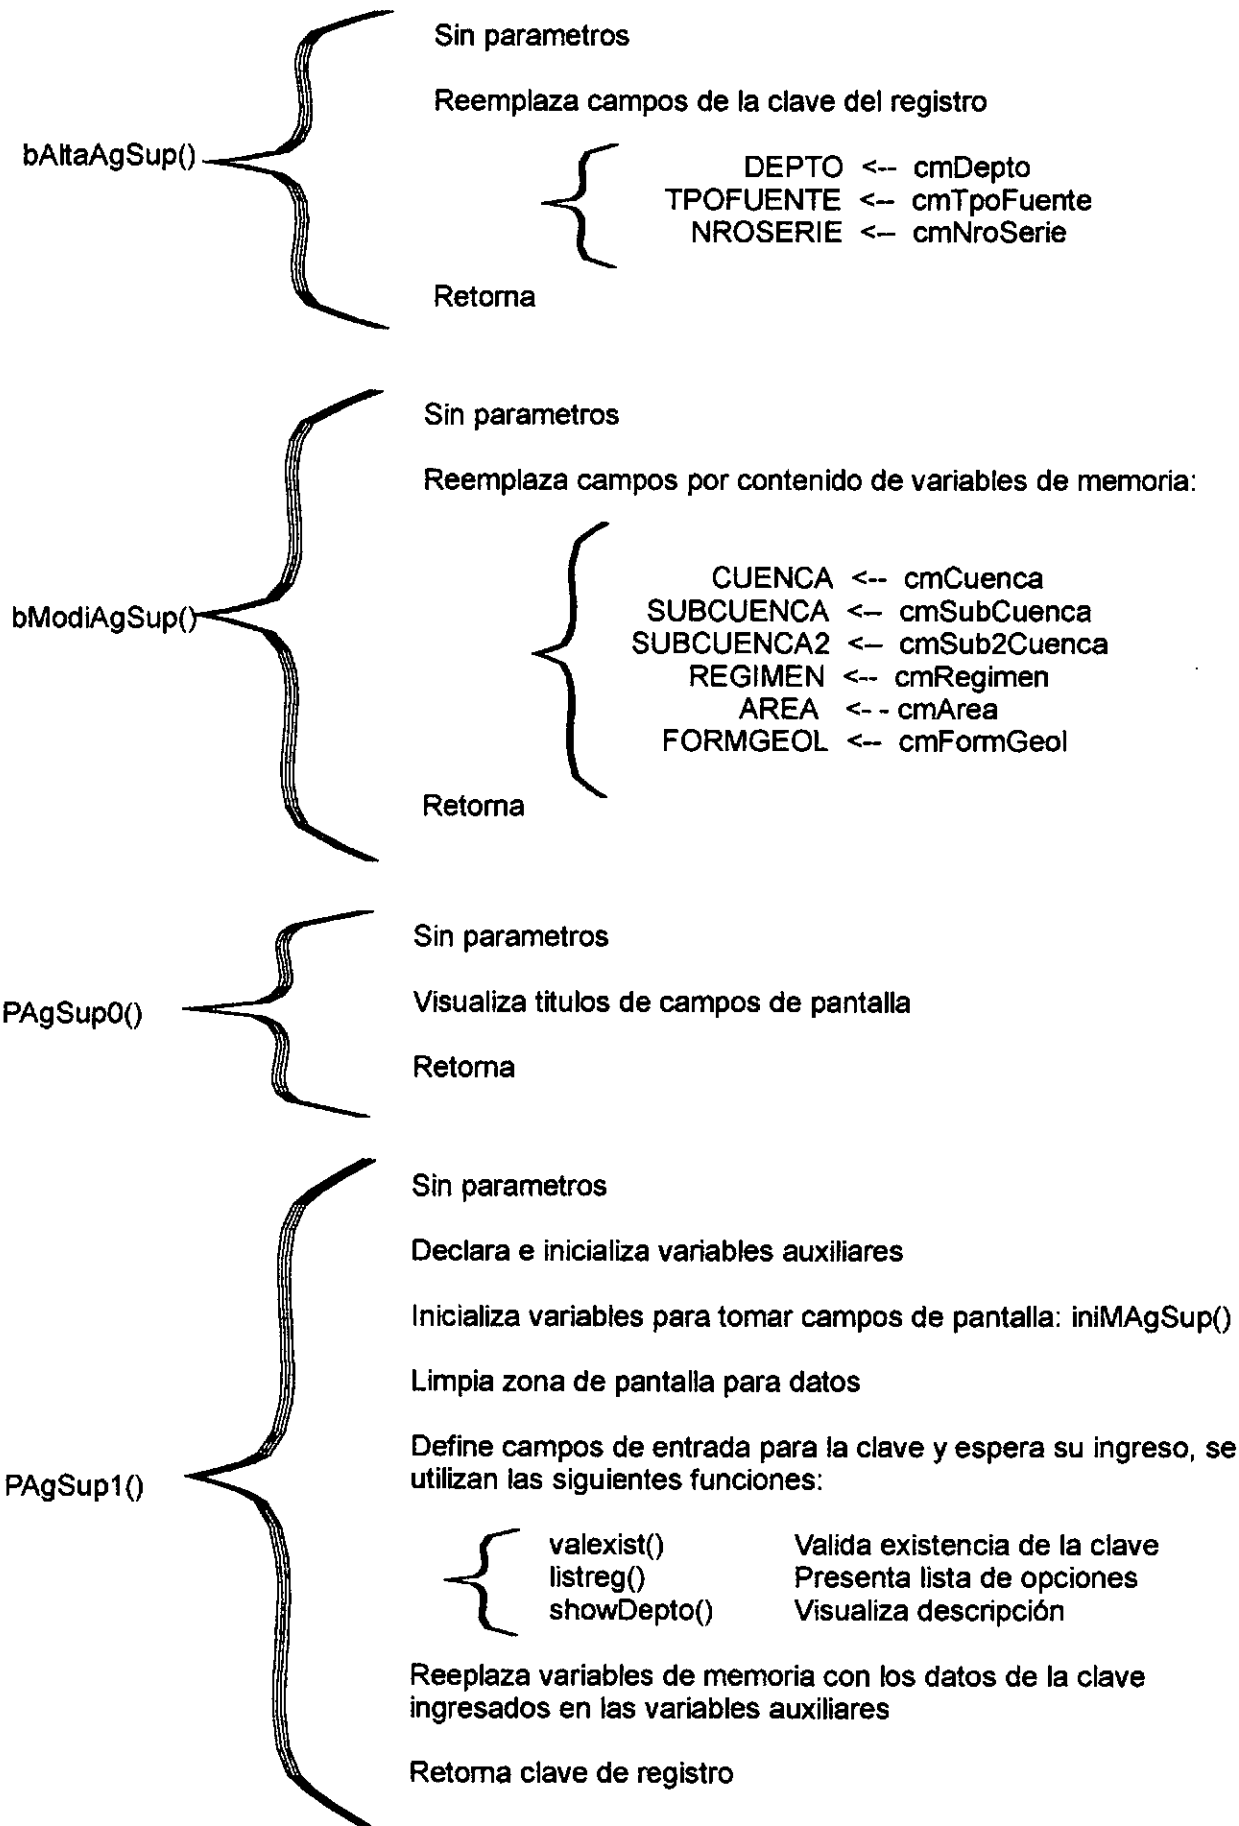 Sin parametros
Reemplaza campos de la clave del registro
bAltaAgSup()
DEPTO <-- cmDepto
TPOFUENTE <-- cmTpoFuente
NROSERIE <-- cmNroSerie
Retorna
Sin parametros
Reemplaza campos por contenido de variables de memoria:
CUENCA <-- cmCuenca
SUBCUENCA <-- cmSubCuenca
bModiAgSup()
SUBCUENCA2 <-- cmSub2Cuenca
REGIMEN <-- cmRegimen
AREA <-- cmArea
FORMGEOL <-- cmFormGeol
Retorna
Sin parametros
PAgSup0()
Visualiza titulos de campos de pantalla
Retorna
Sin parametros
Declara e inicializa variables auxiliares
Inicializa variables para tomar campos de pantalla: iniMAgSup()
Limpia zona de pantalla para datos
Define campos de entrada para la clave y espera su ingreso, se
utilizan las siguientes funciones:
PAgSup1()
valexist() Valida existencia de la clave
listreg() Presenta lista de opciones
showDepto() Visualiza descripción
Reeplaza variables de memoria con los datos de la clave
ingresados en las variables auxiliares
Retorna clave de registro